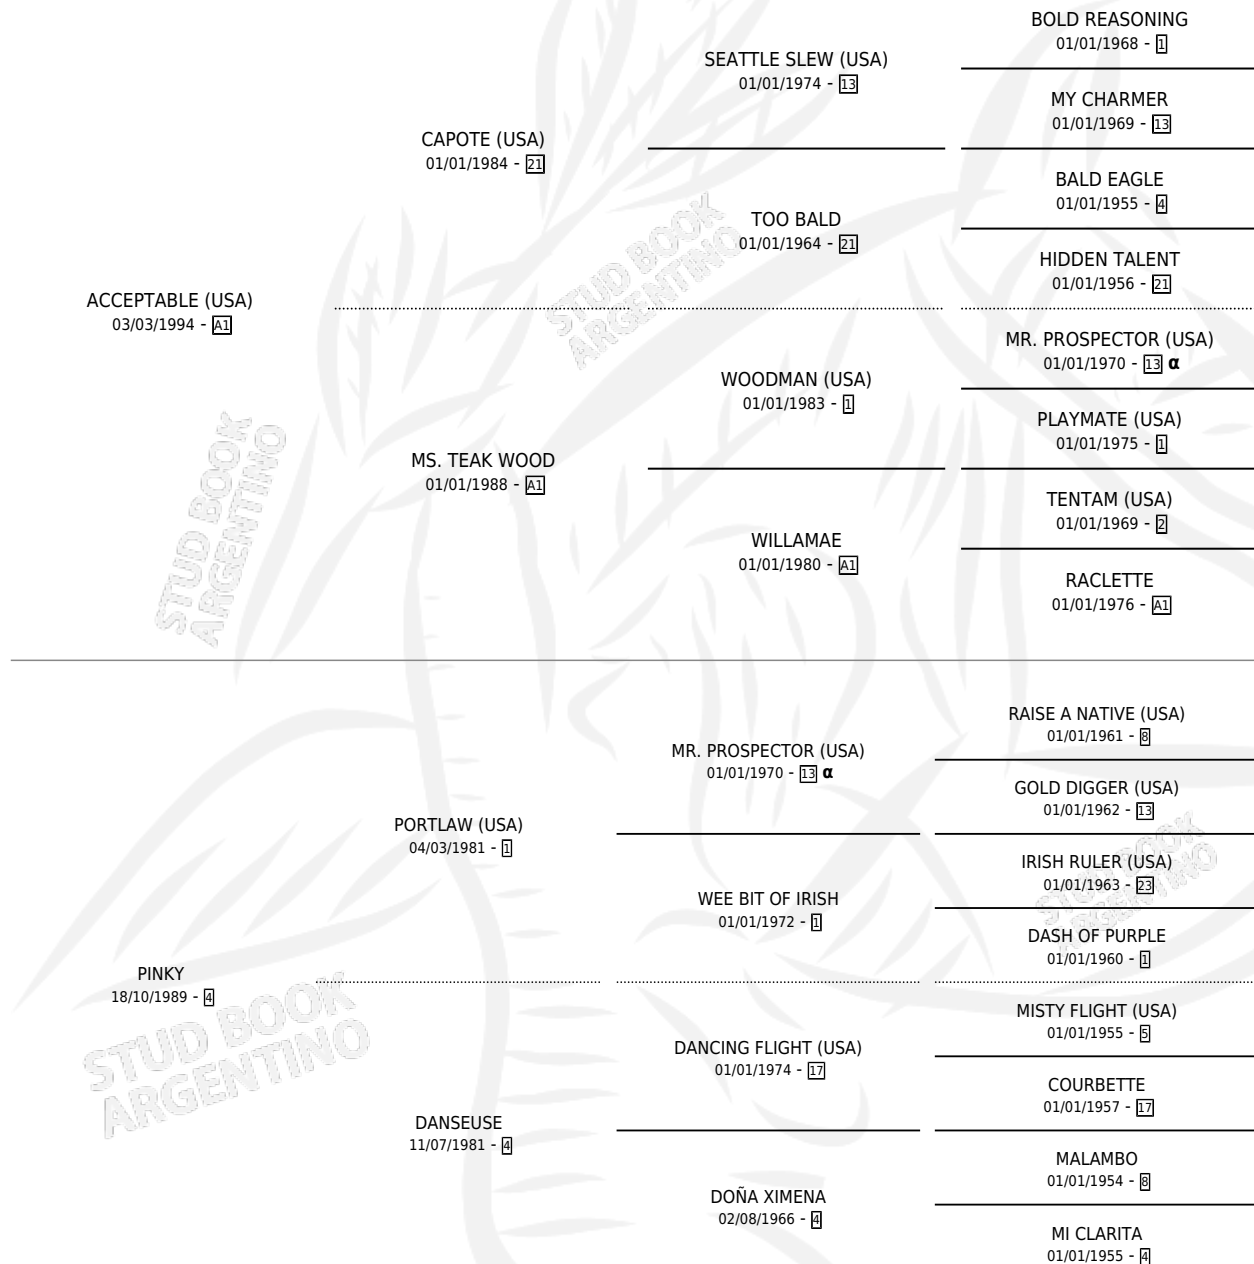 BOLD REASONING
01/01/1968 - 1
SEATTLE SLEW (USA)
01/01/1974 - 13
MY CHARMER
01/01/1969 - 13
CAPOTE (USA)
01/01/1984 - 21
BALD EAGLE
01/01/1955 - 4
TOO BALD
01/01/1964 - 21
HIDDEN TALENT
01/01/1956 - 21
ACCEPTABLE (USA)
03/03/1994 - A1
MR. PROSPECTOR (USA)
01/01/1970 - 13 α
WOODMAN (USA)
01/01/1983 - 1
PLAYMATE (USA)
01/01/1975 - 1
MS. TEAK WOOD
01/01/1988 - A1
TENTAM (USA)
01/01/1969 - 2
WILLAMAE
01/01/1980 - A1
RACLETTE
01/01/1976 - A1
RAISE A NATIVE (USA)
01/01/1961 - 8
MR. PROSPECTOR (USA)
01/01/1970 - 13 α
GOLD DIGGER (USA)
01/01/1962 - 13
PORTLAW (USA)
04/03/1981 - 1
IRISH RULER (USA)
01/01/1963 - 23
WEE BIT OF IRISH
01/01/1972 - 1
DASH OF PURPLE
01/01/1960 - 1
PINKY
18/10/1989 - 4
MISTY FLIGHT (USA)
01/01/1955 - 5
DANCING FLIGHT (USA)
01/01/1974 - 17
COURBETTE
01/01/1957 - 17
DANSEUSE
11/07/1981 - 4
MALAMBO
01/01/1954 - 8
DOÑA XIMENA
02/08/1966 - 4
MI CLARITA
01/01/1955 - 4
STUD BOOK
ARGENTINO
STUD BOOK
ARGENTINO
STUD BOOK
ARGENTINO
STUD BOOK
ARGENTINO